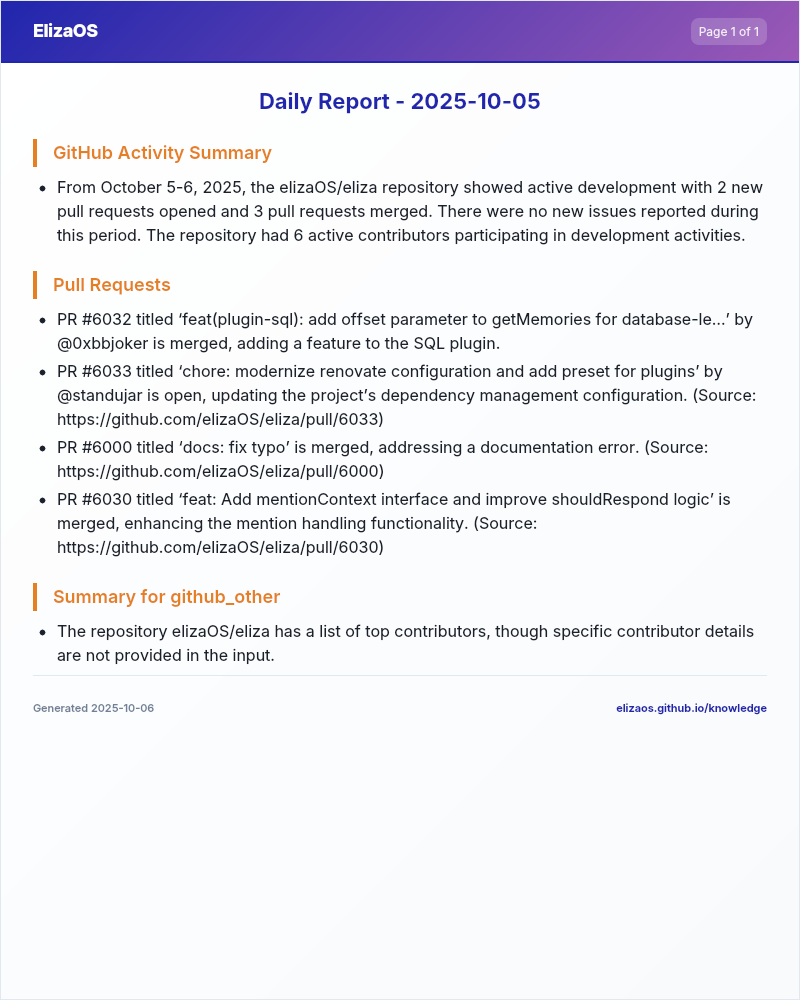 ElizaOS
Page 1 of 1
Daily Report - 2025-10-05
GitHub Activity Summary
• From October 5-6, 2025, the elizaOS/eliza repository showed active development with 2 new
pull requests opened and 3 pull requests merged. There were no new issues reported during
this period. The repository had 6 active contributors participating in development activities.
Pull Requests
• PR #6032 titled ‘feat(plugin-sql): add offset parameter to getMemories for database-le...’ by
@0xbbjoker is merged, adding a feature to the SQL plugin.
• PR #6033 titled ‘chore: modernize renovate configuration and add preset for plugins’ by
@standujar is open, updating the project’s dependency management configuration. (Source:
https://github.com/elizaOS/eliza/pull/6033)
• PR #6000 titled ‘docs: fix typo’ is merged, addressing a documentation error. (Source:
https://github.com/elizaOS/eliza/pull/6000)
• PR #6030 titled ‘feat: Add mentionContext interface and improve shouldRespond logic’ is
merged, enhancing the mention handling functionality. (Source:
https://github.com/elizaOS/eliza/pull/6030)
Summary for github_other
• The repository elizaOS/eliza has a list of top contributors, though specific contributor details
are not provided in the input.
Generated 2025-10-06
elizaos.github.io/knowledge